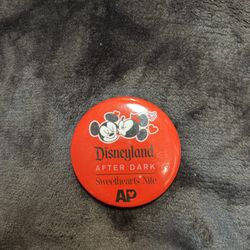 Disneyland
AFTER DARK
Sweethearts' Nite
AP